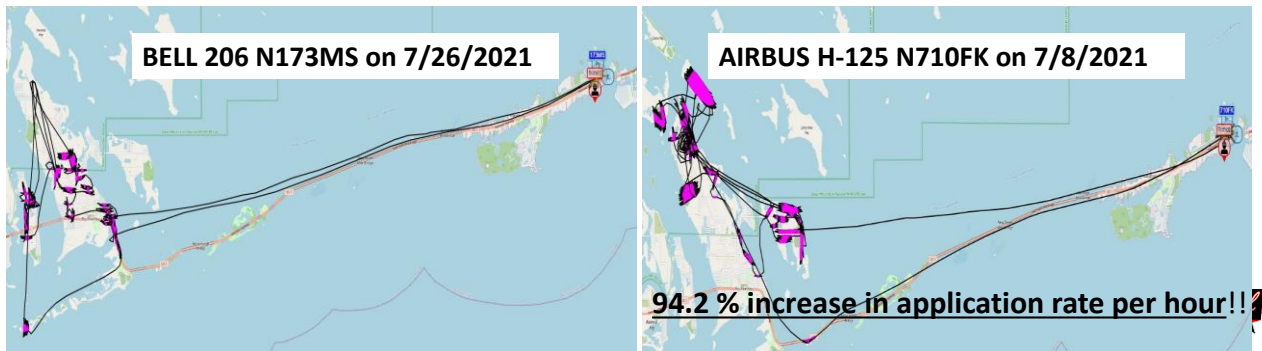 BELL 206 N173MS on 7/26/2021
AIRBUS H-125 N710FK on 7/8/2021
94.2 % increase in application rate per hour!!